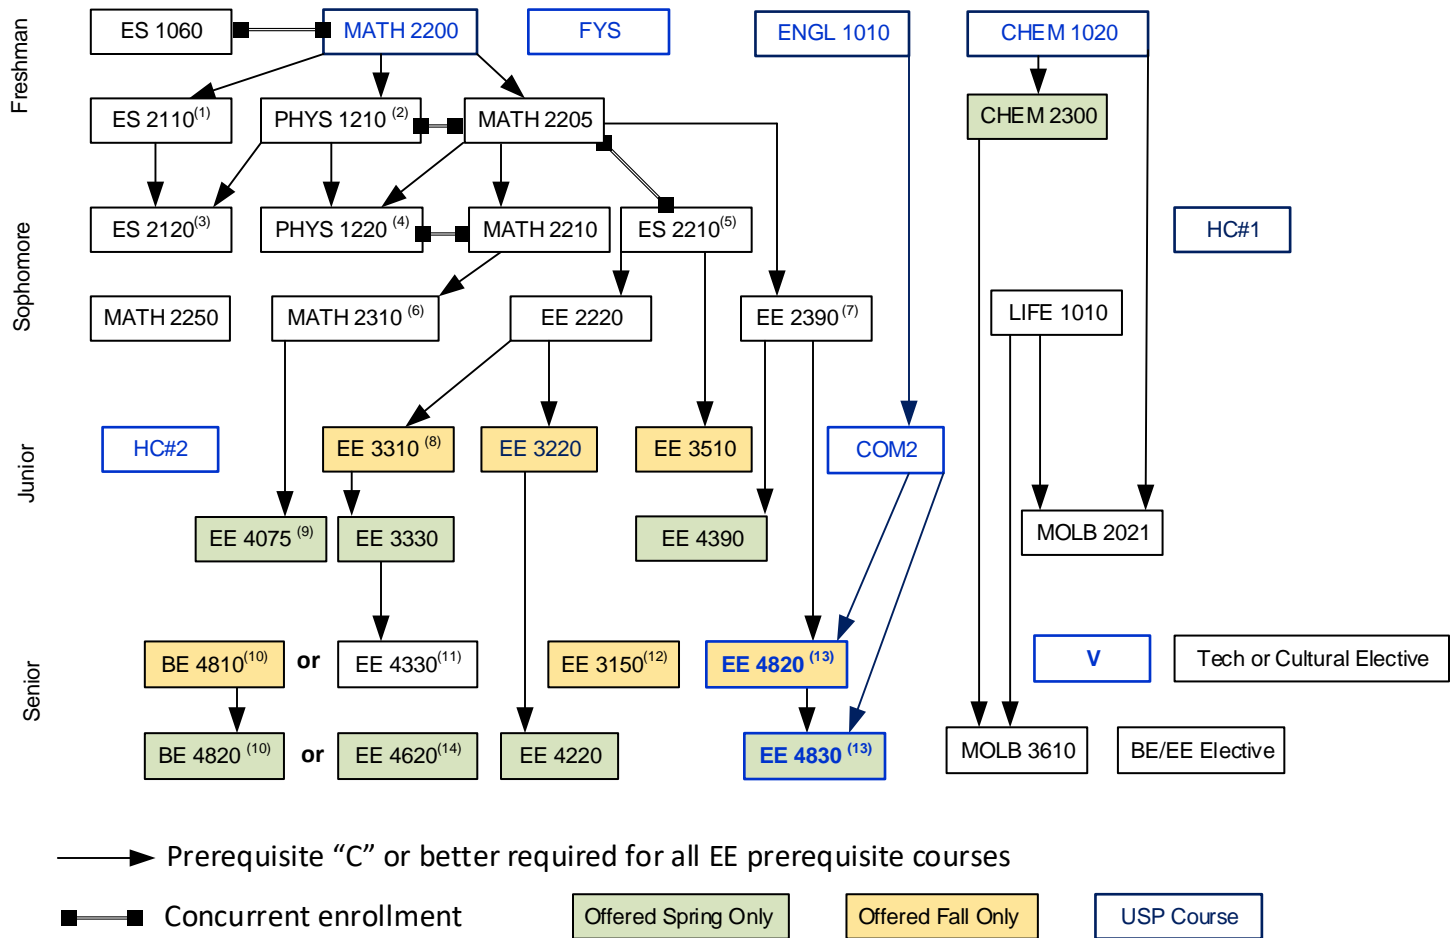 Freshman
ES 1060
MATH 2200
FYS
ENGL 1010
CHEM 1020
ES 2110(1)
PHYS 1210 (2)
MATH 2205
CHEM 2300
Sophomore
ES 2120(3)
PHYS 1220 (4)
MATH 2210
ES 2210(5)
HC#1
MATH 2250
MATH 2310 (6)
EE 2220
EE 2390 (7)
LIFE 1010
Junior
HC#2
EE 3310 (8)
EE 3220
EE 3510
COM2
EE 4075 (9)
EE 3330
EE 4390
MOLB 2021
Senior
BE 4810(10)
or
EE 4330(11)
EE 3150(12)
EE 4820 (13)
V
Tech or Cultural Elective
BE 4820 (10)
or
EE 4620(14)
EE 4220
EE 4830 (13)
MOLB 3610
BE/EE Elective
Prerequisite “C” or better required for all EE prerequisite courses
Concurrent enrollment
Offered Spring Only
Offered Fall Only
USP Course